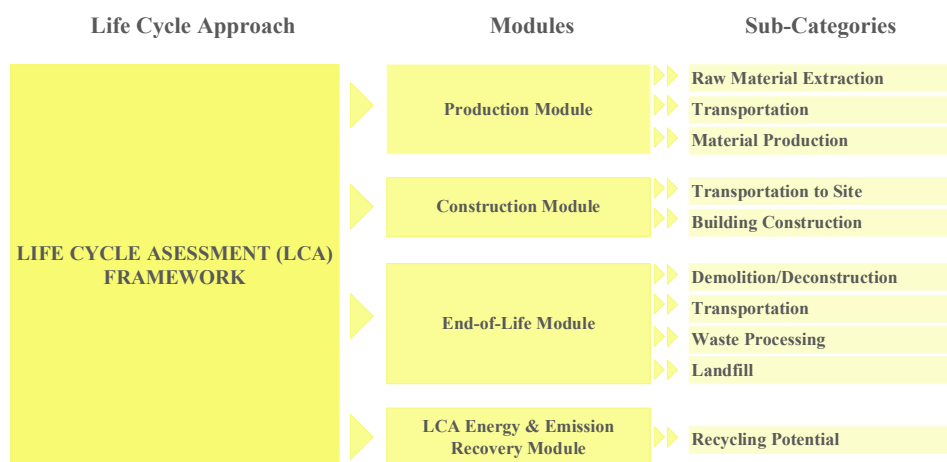 Life Cycle Approach
Modules
Sub-Categories
LIFE CYCLE ASESSMENT (LCA)
FRAMEWORK
Production Module
Raw Material Extraction
Transportation
Material Production
Construction Module
Transportation to Site
Building Construction
End-of-Life Module
Demolition/Deconstruction
Transportation
Waste Processing
Landfill
LCA Energy & Emission
Recovery Module
Recycling Potential